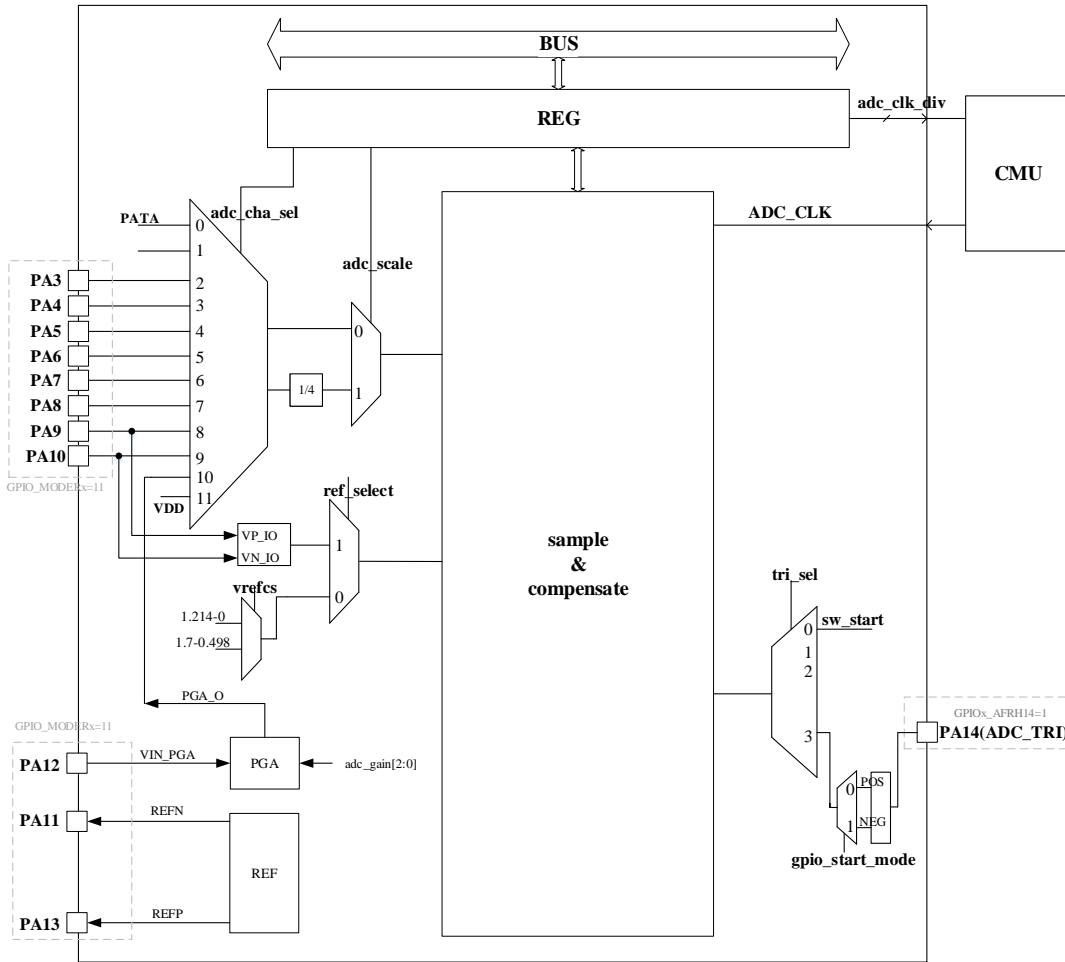 BUS
REG
adc_clk_div
CMU
ADC_CLK
PATA
adc_cha_sel
adc_scale
0
1
PA3
2
PA4
3
PA5
4
PA6
5
PA7
6
PA8
7
PA9
8
PA10
9
10
VDD
11
GPIO_MODERx=11
0
1/4
1
ref_select
VP_IO
VN_IO
1
0
vrefcs
1.214-0
1.7-0.498
sample
&
compensate
tri_sel
0
sw_start
1
2
3
PGA_O
GPIO_MODERx=11
PA12
VIN_PGA
PGA
adc_gain[2:0]
PA11
REFN
REF
PA13
REFP
GPIOx_AFRH14=1
PA14(ADC_TRI)
0
POS
1
NEG
gpio_start_mode